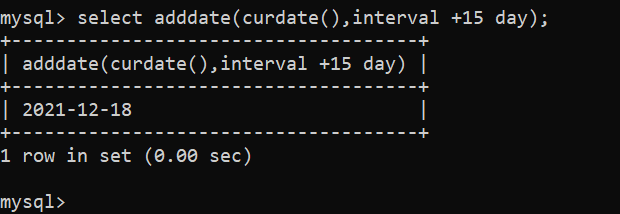 mysql> select adddate(curdate(),interval +15 day);
+-------------------------------------+
| adddate(curdate(),interval +15 day) |
+-------------------------------------+
| 2021-12-18                          |
+-------------------------------------+
1 row in set (0.00 sec)
mysql>